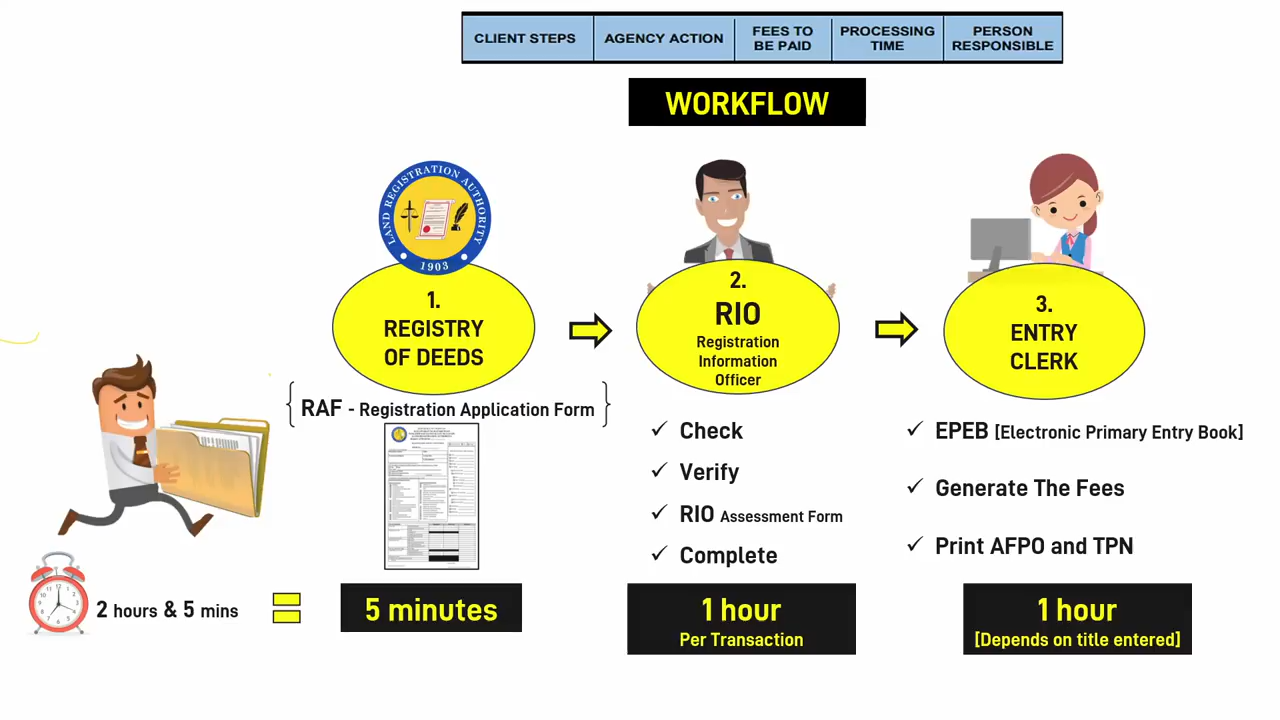 CLIENT STEPS
AGENCY ACTION
FEES TO
BE PAID
PROCESSING
TIME
PERSON
RESPONSIBLE
WORKFLOW
LAND REGISTRATION AUTHORITY
1903
1.
REGISTRY
OF DEEDS
2.
RIO
Registration
Information
Officer
3.
ENTRY
CLERK
{ RAF - Registration Application Form }
✓ Check
✓ Verify
✓ RIO Assessment Form
✓ Complete
✓ EPEB [Electronic Primary Entry Book]
✓ Generate The Fees
✓ Print AFPO and TPN
12
2 hours & 5 mins =
5 minutes
1 hour
Per Transaction
1 hour
[Depends on title entered]